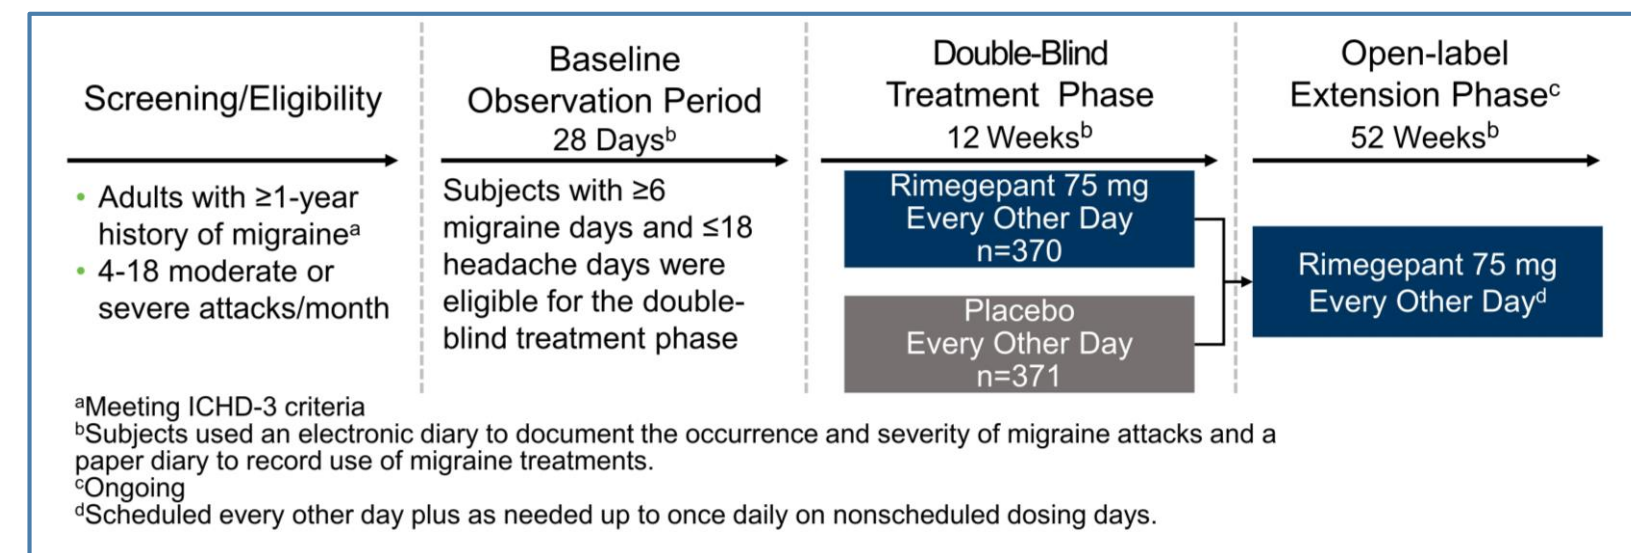 Screening/Eligibility
• Adults with ≥1-year
history of migraineᵃ
• 4-18 moderate or
severe attacks/month
Baseline
Observation Period
28 Daysᵇ
Subjects with ≥6
migraine days and ≤18
headache days were
eligible for the double-
blind treatment phase
Double-Blind
Treatment Phase
12 Weeksᵇ
Rimegepant 75 mg
Every Other Day
n=370
Placebo
Every Other Day
n=371
Open-label
Extension Phaseᶜ
52 Weeksᵇ
Rimegepant 75 mg
Every Other Dayᵈ
ᵃMeeting ICHD-3 criteria
ᵇSubjects used an electronic diary to document the occurrence and severity of migraine attacks and a
paper diary to record use of migraine treatments.
ᶜOngoing
ᵈScheduled every other day plus as needed up to once daily on nonscheduled dosing days.